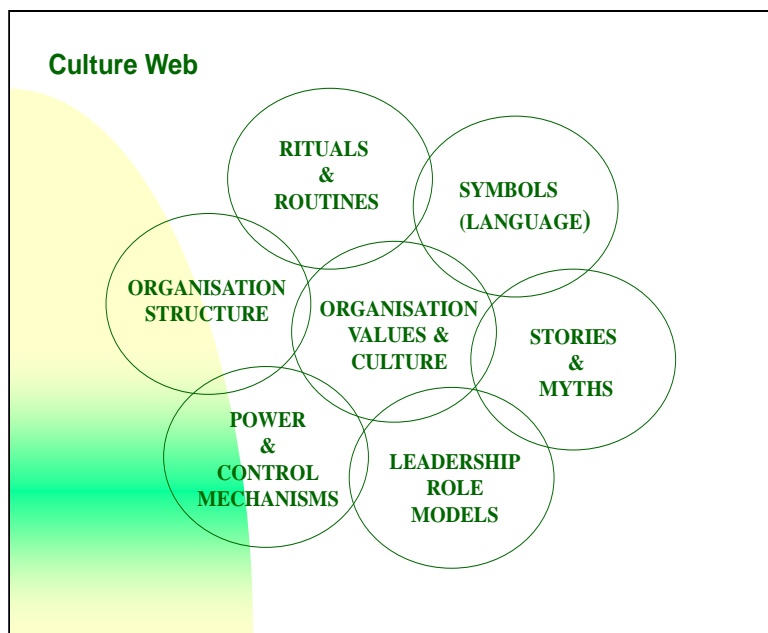 Culture Web
RITUALS
&
ROUTINES
SYMBOLS
(LANGUAGE)
ORGANISATION
STRUCTURE
ORGANISATION
VALUES &
CULTURE
STORIES
&
MYTHS
POWER
&
CONTROL
MECHANISMS
LEADERSHIP
ROLE
MODELS